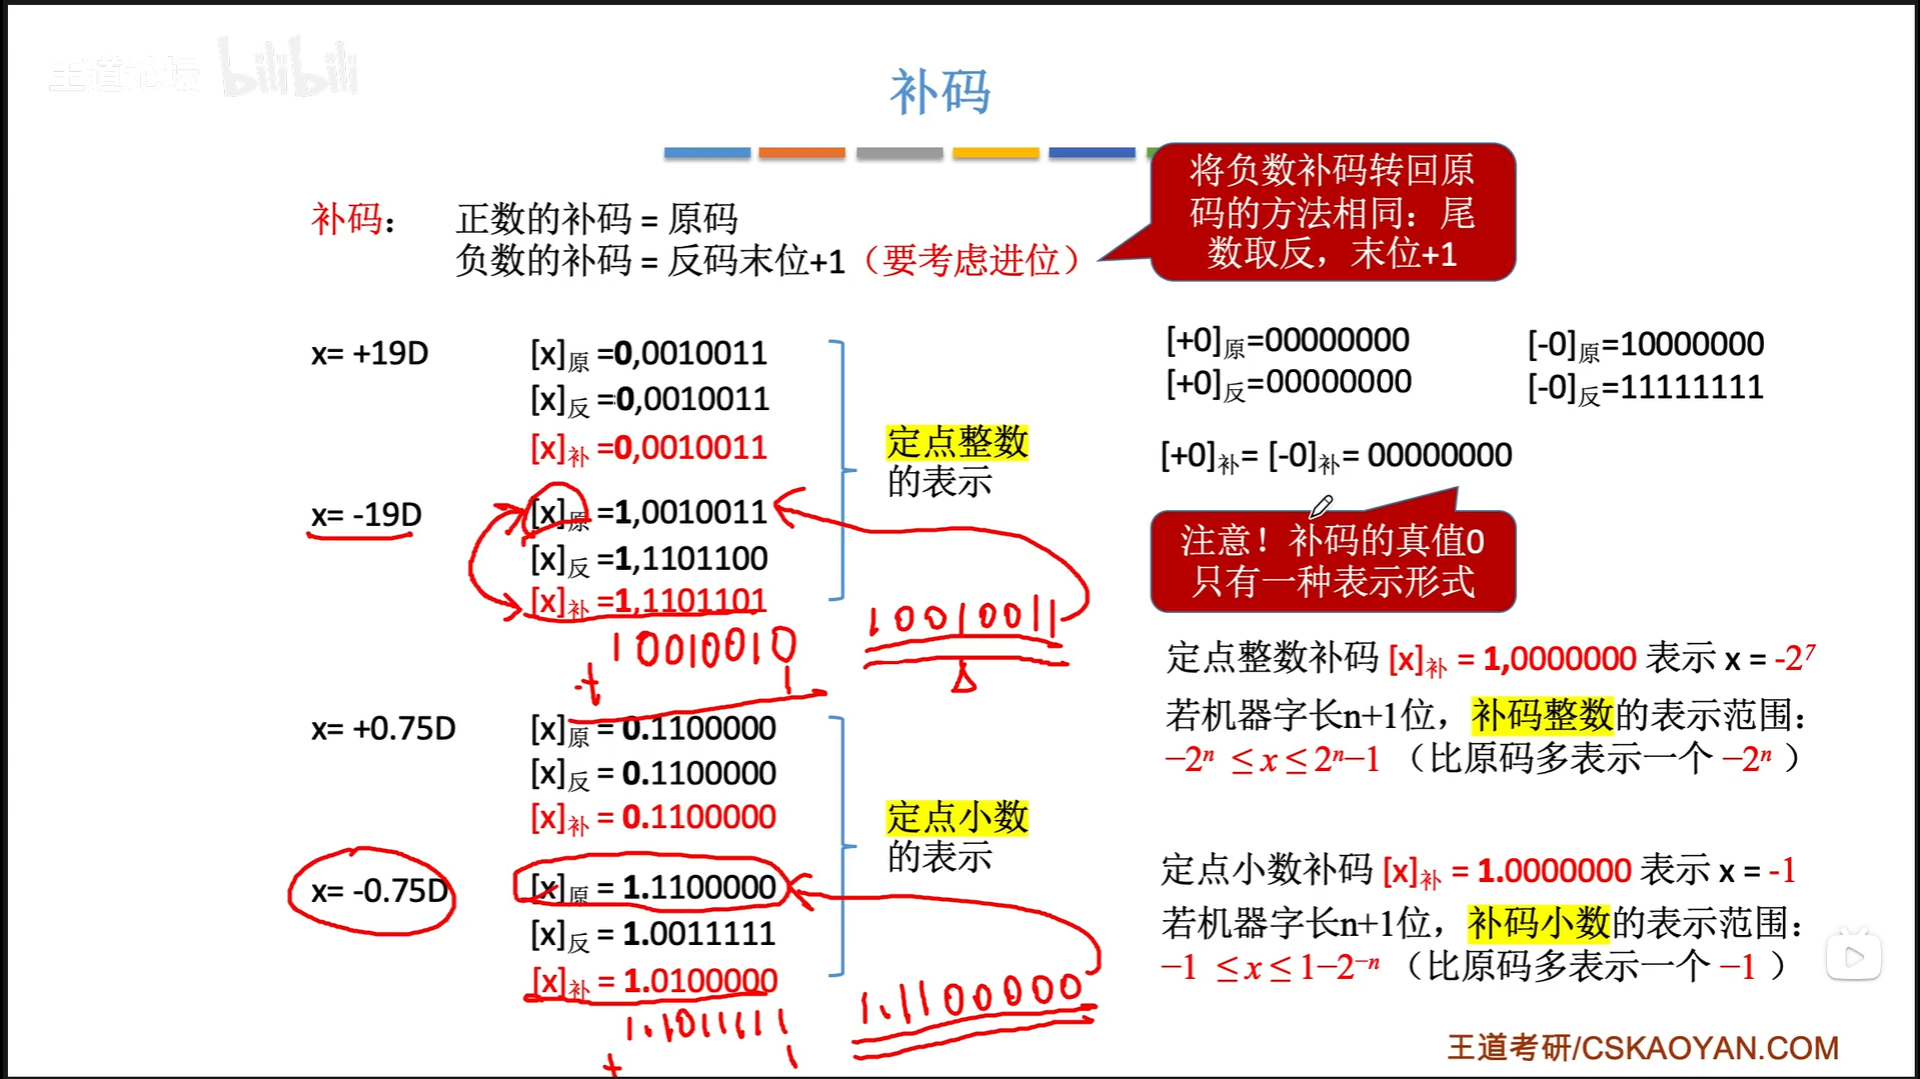 王道论坛 bilibili
补码
将负数补码转回原
码的方法相同：尾
数取反，末位+1
补码：
正数的补码 = 原码
负数的补码 = 反码末位+1（要考虑进位）
x= +19D
[x]原 =0,0010011
[x]反 =0,0010011
[x]补 =0,0010011
x= -19D
[x]原 =1,0010011
[x]反 =1,1101100
[x]补 =1,1101101
10010010
+ 1
10010011
定点整数
的表示
x= +0.75D
[x]原 = 0.1100000
[x]反 = 0.1100000
[x]补 = 0.1100000
x= -0.75D
[x]原 = 1.1100000
[x]反 = 1.0011111
[x]补 = 1.0100000
1.1011111
+ 1
1.1100000
定点小数
的表示
[+0]原=00000000
[-0]原=10000000
[+0]反=00000000
[-0]反=11111111
[+0]补= [-0]补= 00000000
注意！补码的真值0
只有一种表示形式
定点整数补码 [x]补 = 1,0000000 表示 x = -2⁷
若机器字长n+1位，补码整数的表示范围：
−2ⁿ ≤ x ≤ 2ⁿ−1 （比原码多表示一个 −2ⁿ ）
定点小数补码 [x]补 = 1.0000000 表示 x = -1
若机器字长n+1位，补码小数的表示范围：
−1 ≤ x ≤ 1−2⁻ⁿ （比原码多表示一个 −1 ）
王道考研/CSKAOYAN.COM